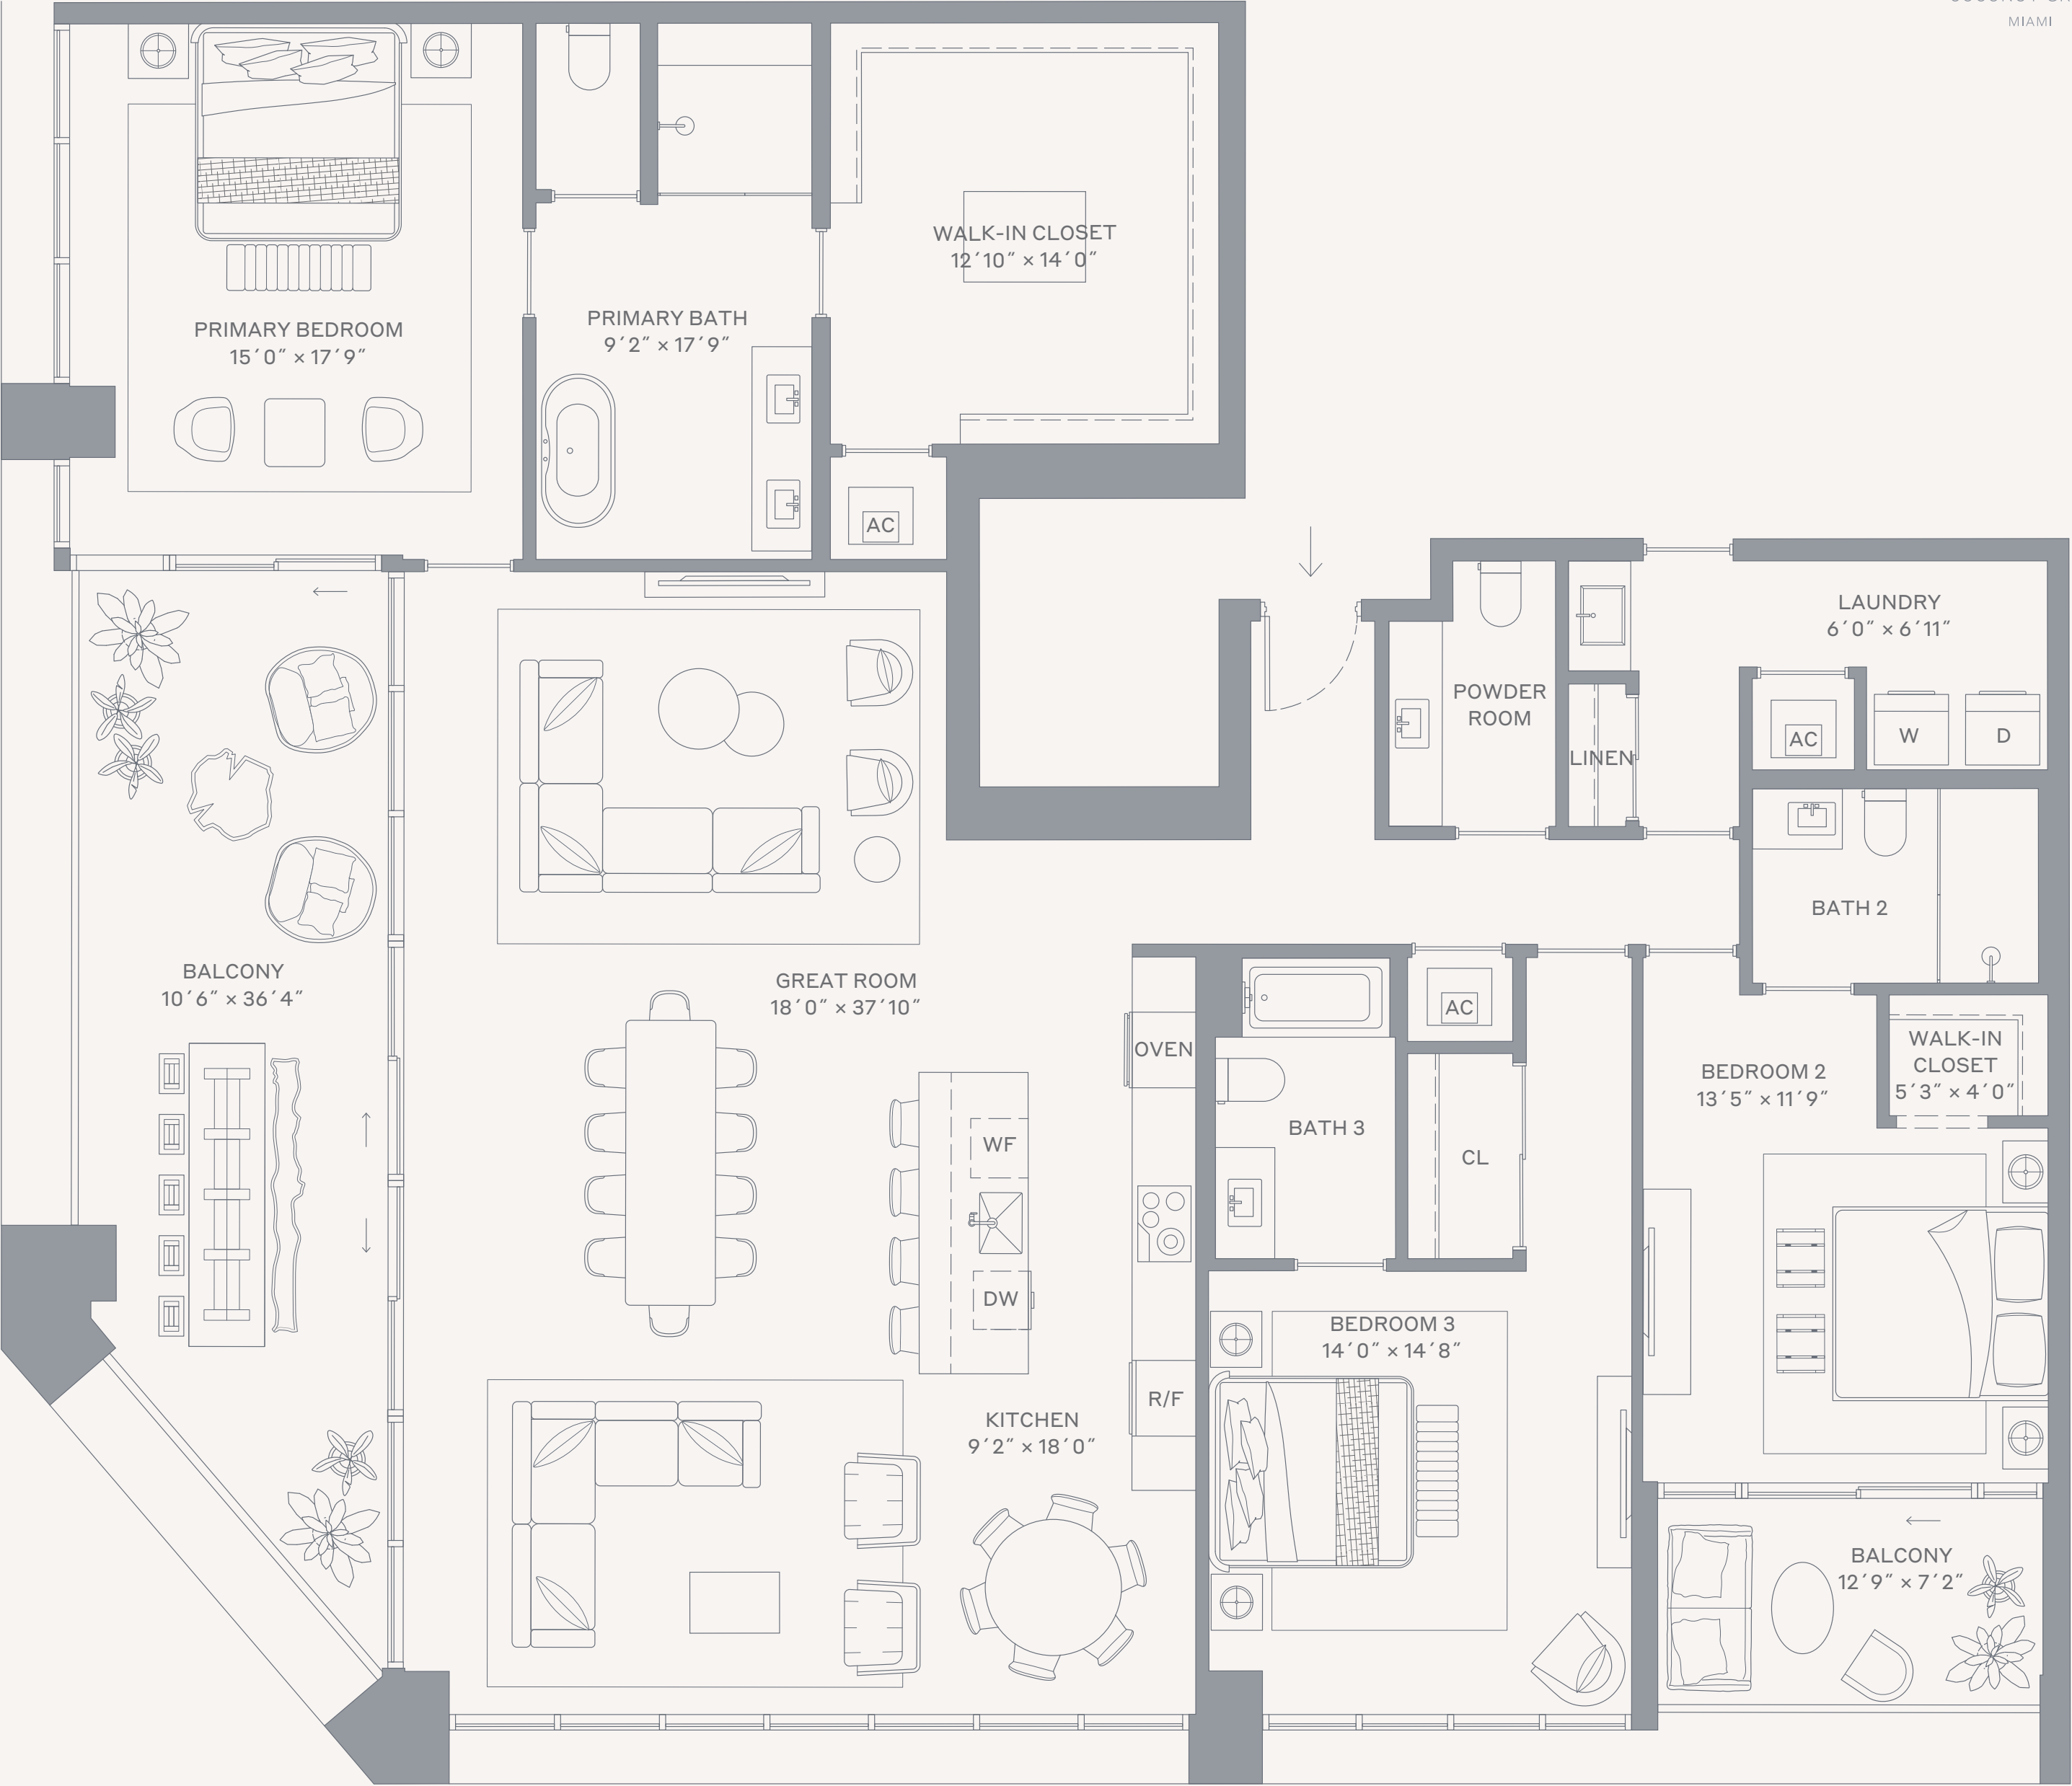 MIAMI
WALK-IN CLOSET
12′10″ × 14′0″
PRIMARY BEDROOM
15′0″ × 17′9″
PRIMARY BATH
9′2″ × 17′9″
AC
LAUNDRY
6′0″ × 6′11″
POWDER
ROOM
LINEN
AC
W
D
BATH 2
BALCONY
10′6″ × 36′4″
GREAT ROOM
18′0″ × 37′10″
AC
OVEN
WALK-IN
CLOSET
5′3″ × 4′0″
BEDROOM 2
13′5″ × 11′9″
BATH 3
WF
CL
DW
BEDROOM 3
14′0″ × 14′8″
R/F
KITCHEN
9′2″ × 18′0″
BALCONY
12′9″ × 7′2″